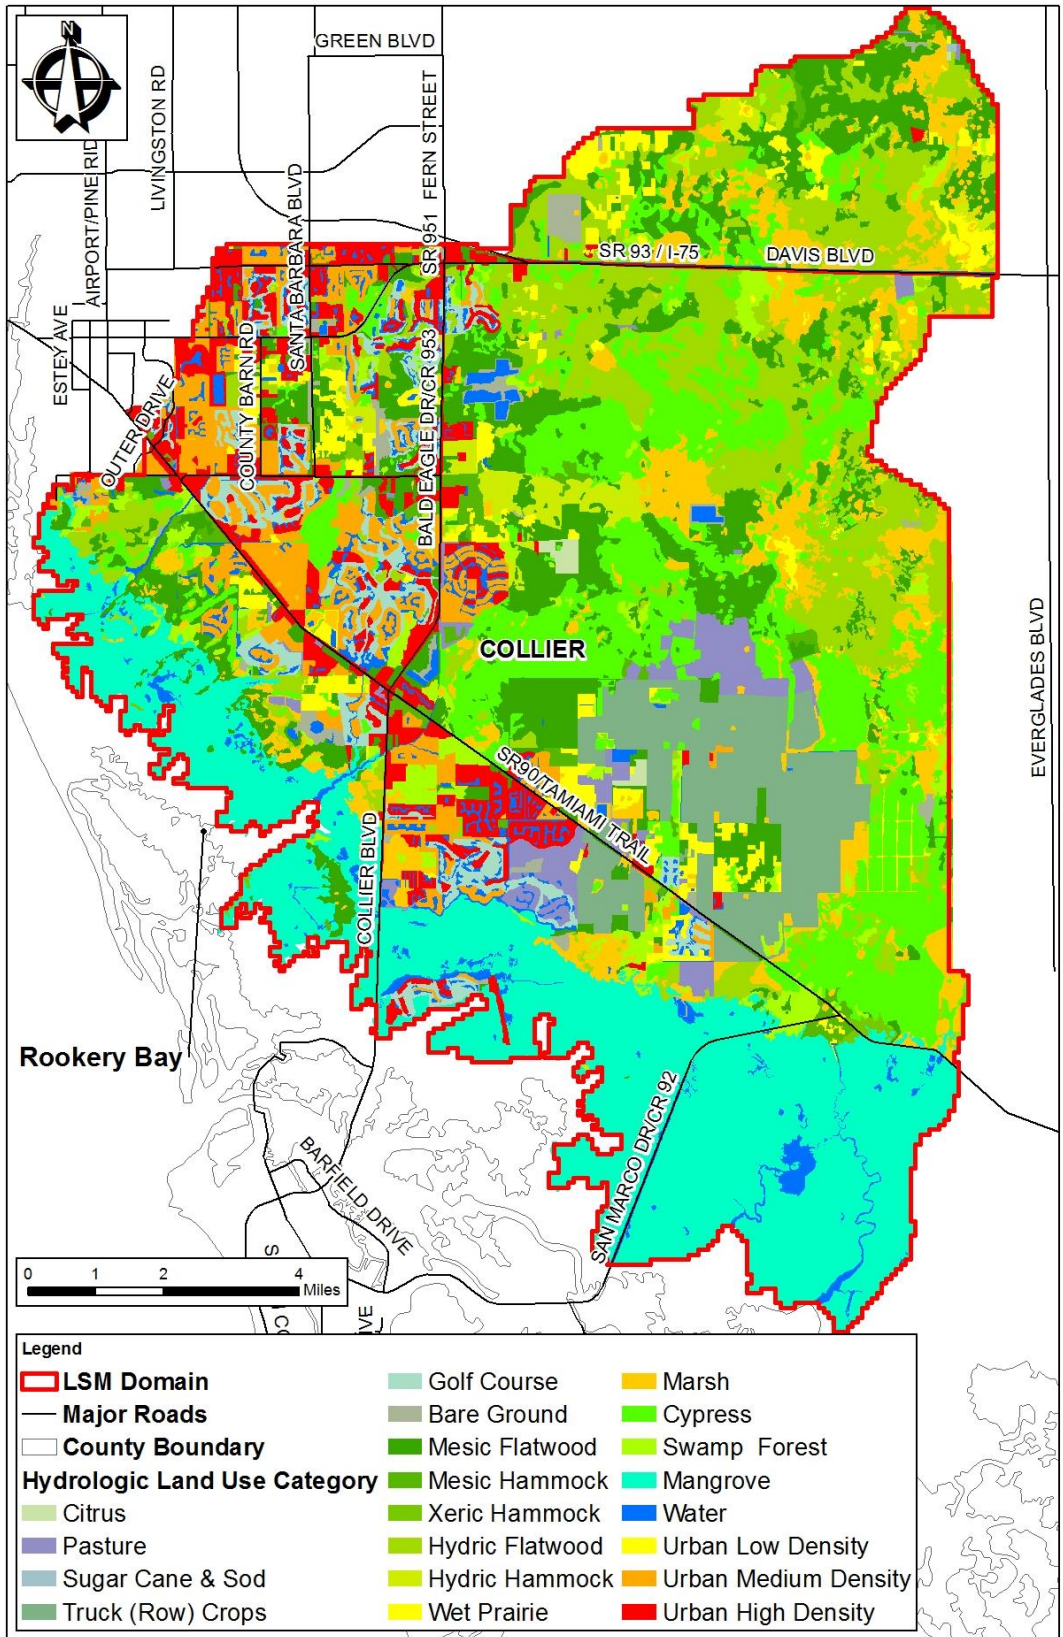 N
GREEN BLVD
LIVINGSTON RD
AIRPORT/PINE RID
SANTA BARBARA BLVD
SR 951 FERN STREET
SR 93 / I-75
DAVIS BLVD
ESTEY AVE
OUTER DRIVE
COUNTY BARN RD
BALD EAGLE DR/CR 953
COLLIER
EVERGLADES BLVD
SR90/TAMIAMI TRAIL
COLLIER BLVD
Rookery Bay
SAN MARCO DR/CR 92
BARFIELD DRIVE
S
CO
IVE
0 1 2 4
Miles
Legend
LSM Domain
Major Roads
County Boundary
Hydrologic Land Use Category
Citrus
Pasture
Sugar Cane & Sod
Truck (Row) Crops
Golf Course
Bare Ground
Mesic Flatwood
Mesic Hammock
Xeric Hammock
Hydric Flatwood
Hydric Hammock
Wet Prairie
Marsh
Cypress
Swamp Forest
Mangrove
Water
Urban Low Density
Urban Medium Density
Urban High Density